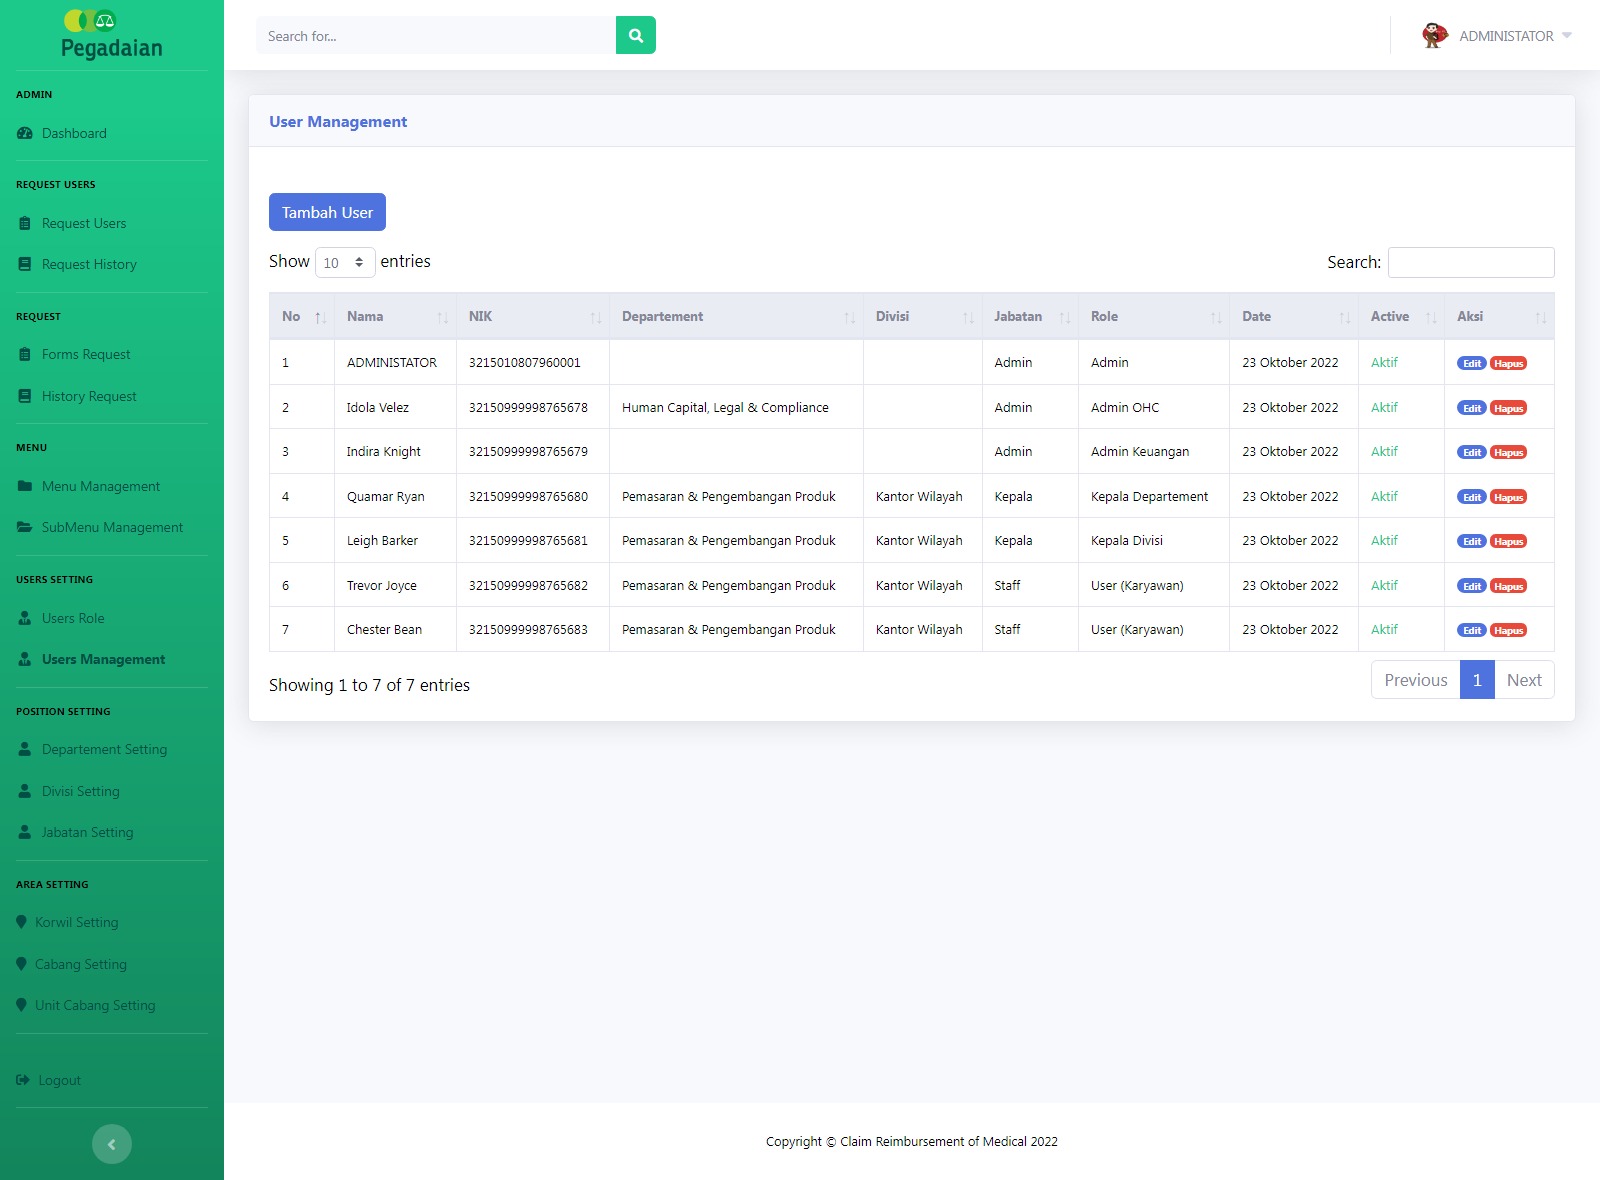 Pegadaian
ADMIN
Dashboard
REQUEST USERS
Request Users
Request History
REQUEST
Forms Request
History Request
MENU
Menu Management
SubMenu Management
USERS SETTING
Users Role
Users Management
POSITION SETTING
Departement Setting
Divisi Setting
Jabatan Setting
AREA SETTING
Korwil Setting
Cabang Setting
Unit Cabang Setting
Logout
Search for...
ADMINISTATOR
User Management
Tambah User
Show 10 entries
Search:
No Nama NIK Departement Divisi Jabatan Role Date Active Aksi
1 ADMINISTATOR 3215010807960001 Admin Admin 23 Oktober 2022 Aktif Edit Hapus
2 Idola Velez 32150999998765678 Human Capital, Legal & Compliance Admin Admin OHC 23 Oktober 2022 Aktif Edit Hapus
3 Indira Knight 32150999998765679 Admin Admin Keuangan 23 Oktober 2022 Aktif Edit Hapus
4 Quamar Ryan 32150999998765680 Pemasaran & Pengembangan Produk Kantor Wilayah Kepala Kepala Departement 23 Oktober 2022 Aktif Edit Hapus
5 Leigh Barker 32150999998765681 Pemasaran & Pengembangan Produk Kantor Wilayah Kepala Kepala Divisi 23 Oktober 2022 Aktif Edit Hapus
6 Trevor Joyce 32150999998765682 Pemasaran & Pengembangan Produk Kantor Wilayah Staff User (Karyawan) 23 Oktober 2022 Aktif Edit Hapus
7 Chester Bean 32150999998765683 Pemasaran & Pengembangan Produk Kantor Wilayah Staff User (Karyawan) 23 Oktober 2022 Aktif Edit Hapus
Showing 1 to 7 of 7 entries
Previous 1 Next
Copyright © Claim Reimbursement of Medical 2022